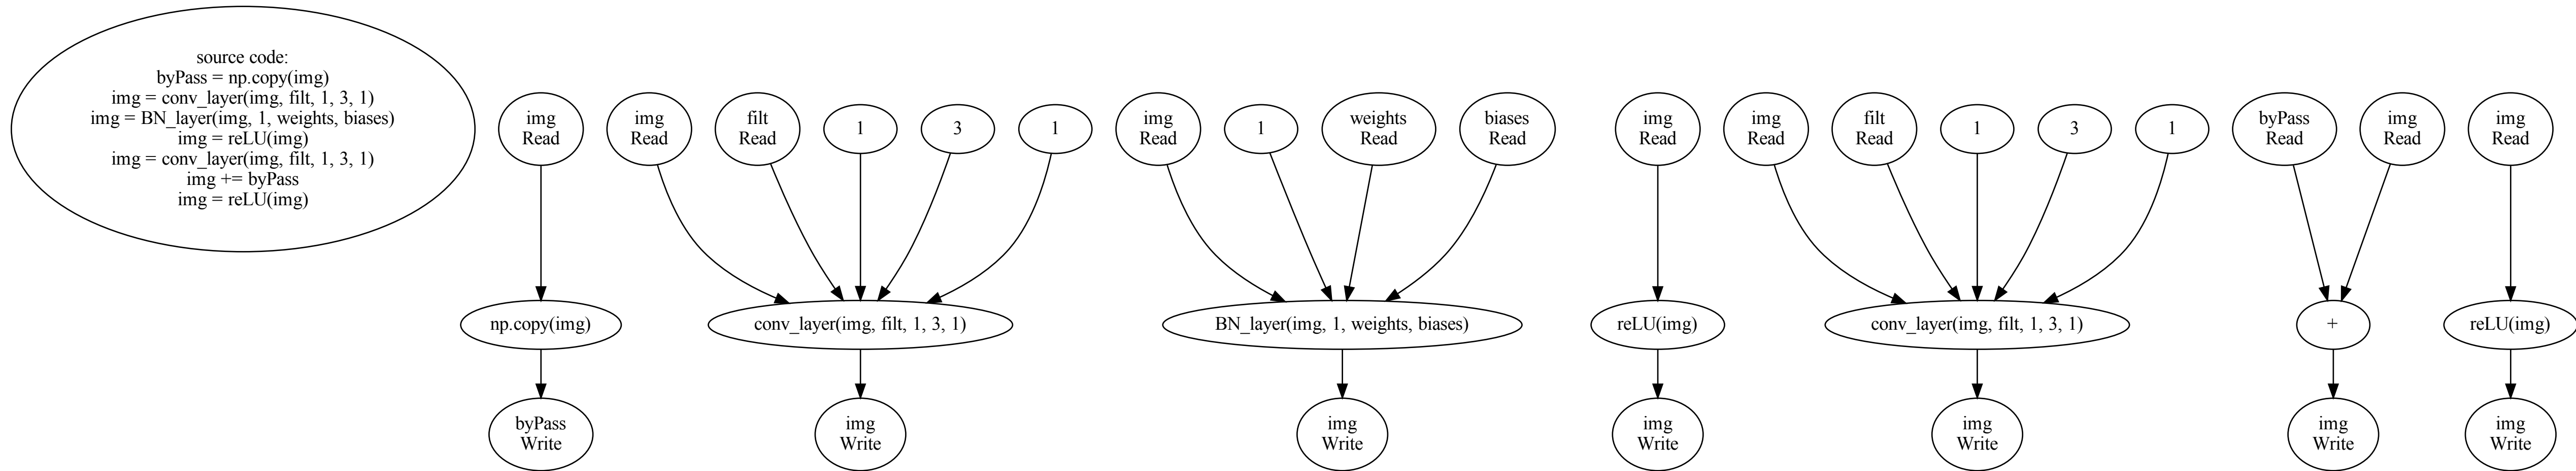 source code:
byPass = np.copy(img)
img = conv_layer(img, filt, 1, 3, 1)
img = BN_layer(img, 1, weights, biases)
img = reLU(img)
img = conv_layer(img, filt, 1, 3, 1)
img += byPass
img = reLU(img)
img
Read
img
Read
filt
Read
1
3
1
img
Read
1
weights
Read
biases
Read
img
Read
img
Read
filt
Read
1
3
1
byPass
Read
img
Read
img
Read
np.copy(img)
conv_layer(img, filt, 1, 3, 1)
BN_layer(img, 1, weights, biases)
reLU(img)
conv_layer(img, filt, 1, 3, 1)
+
reLU(img)
byPass
Write
img
Write
img
Write
img
Write
img
Write
img
Write
img
Write